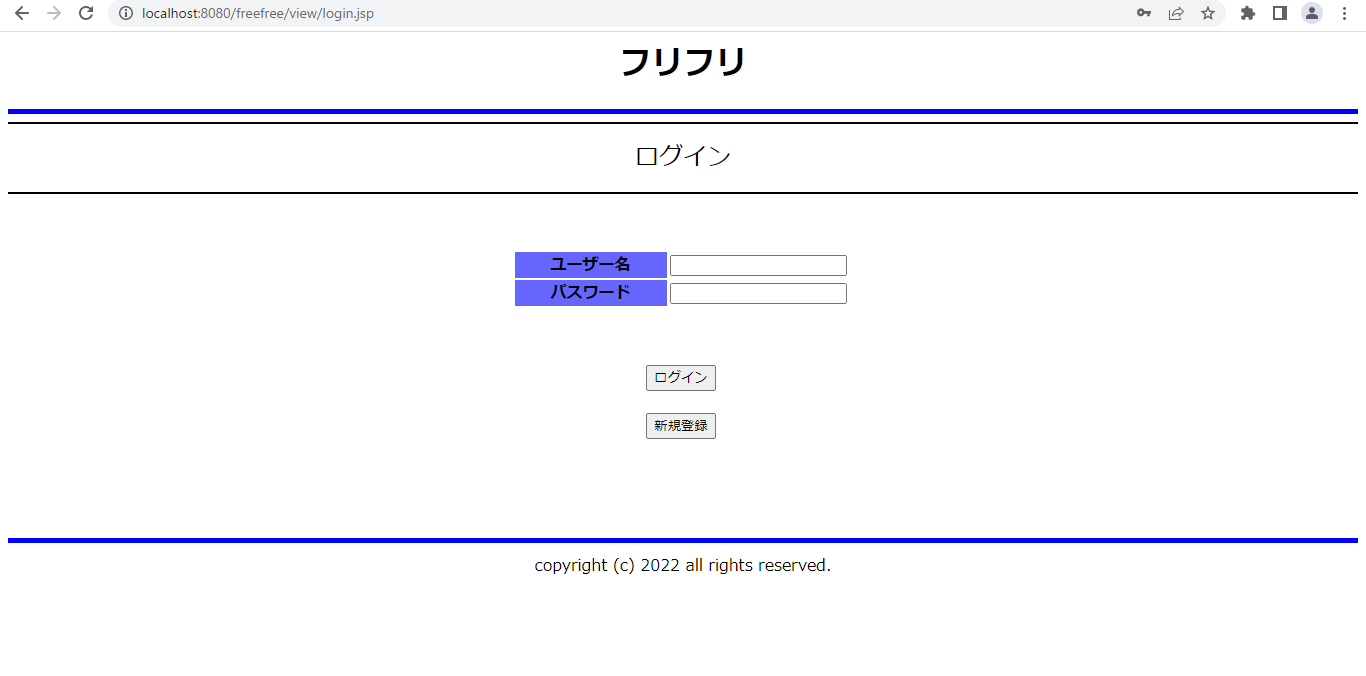 localhost:8080/freefree/view/login.jsp
フリフリ
ログイン
ユーザー名
パスワード
ログイン
新規登録
copyright (c) 2022 all rights reserved.